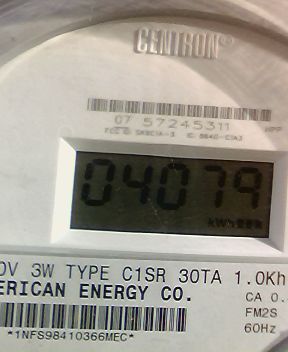 CENTRON®
07 57245311
04079
kWh
0V 3W TYPE C1SR 30TA 1.0Kh
ERICAN ENERGY CO.
CA 0.
FM2S
60Hz
*1NFS98410366MEC*